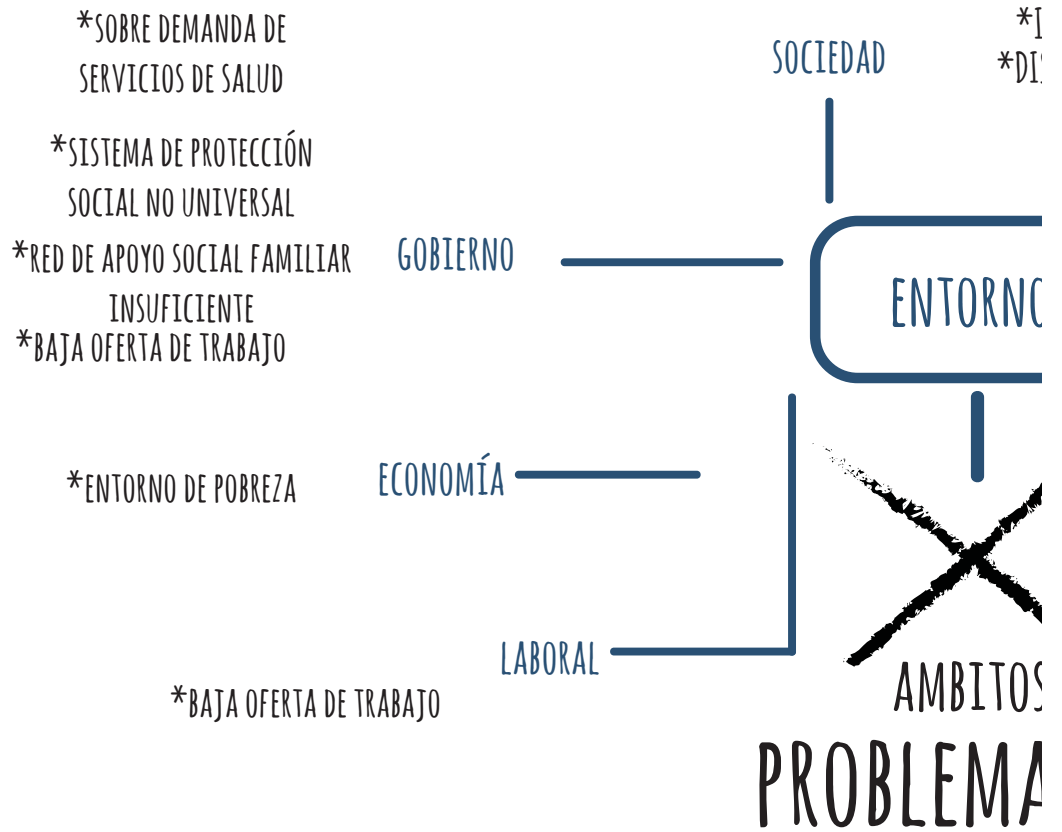 *SOBRE DEMANDA DE
SERVICIOS DE SALUD
*SISTEMA DE PROTECCIÓN
SOCIAL NO UNIVERSAL
*RED DE APOYO SOCIAL FAMILIAR
INSUFICIENTE
*BAJA OFERTA DE TRABAJO
GOBIERNO
SOCIEDAD
ENTORNO
*ENTORNO DE POBREZA
ECONOMÍA
LABORAL
*BAJA OFERTA DE TRABAJO
AMBITOS
PROBLEMA